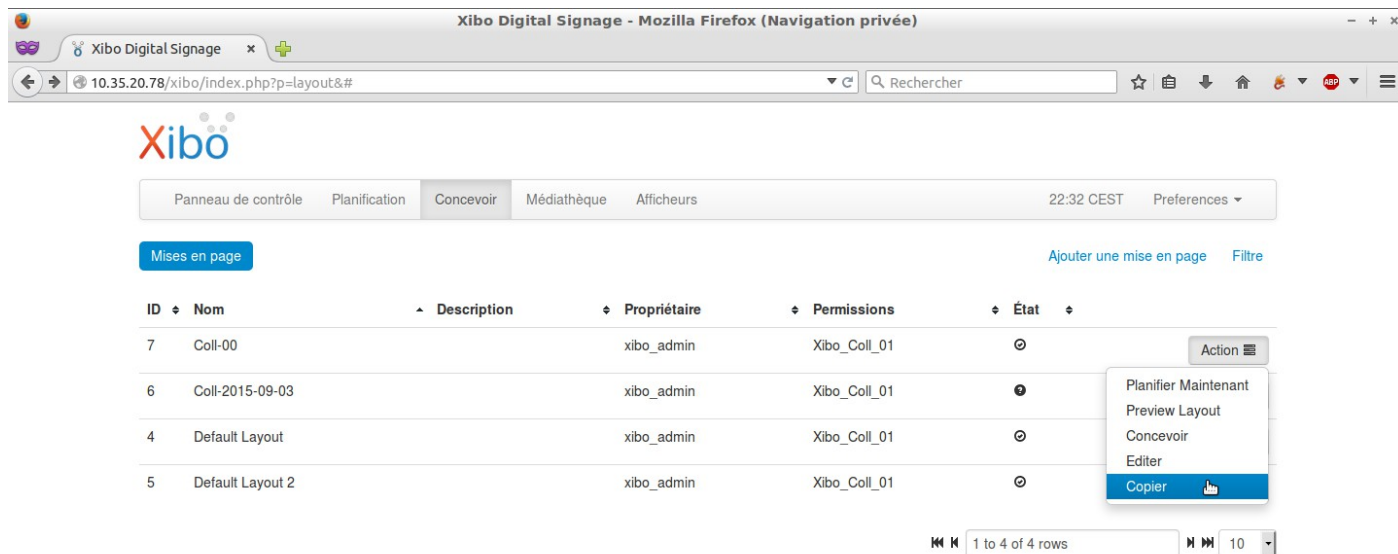 Xibo Digital Signage - Mozilla Firefox (Navigation privée)
Xibo Digital Signage
10.35.20.78/xibo/index.php?p=layout&# Rechercher ABP
Xibo
Panneau de contrôle Planification Concevoir Médiathèque Afficheurs 22:32 CEST Preferences
Mises en page Ajouter une mise en page Filtre
ID Nom Description Propriétaire Permissions État
7 Coll-00 xibo_admin Xibo_Coll_01 Action
6 Coll-2015-09-03 xibo_admin Xibo_Coll_01
4 Default Layout xibo_admin Xibo_Coll_01
5 Default Layout 2 xibo_admin Xibo_Coll_01
Planifier Maintenant
Preview Layout
Concevoir
Editer
Copier
1 to 4 of 4 rows 10